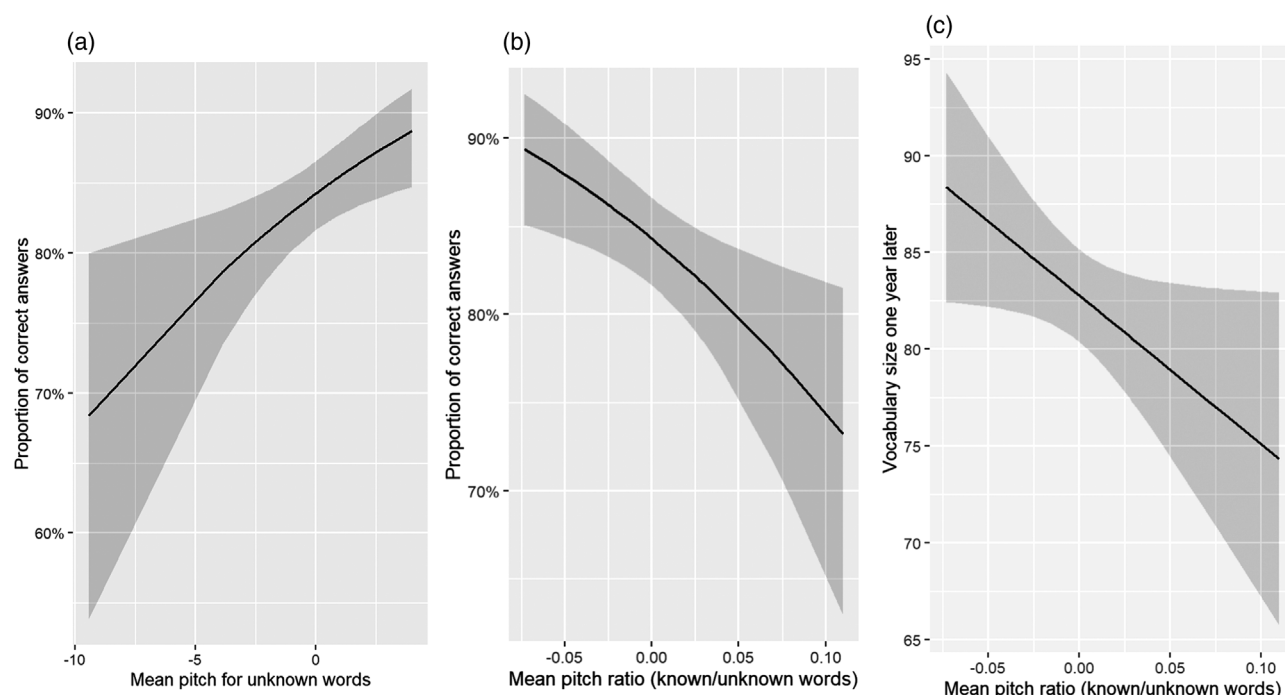 (a)
90%
80%
70%
60%
-10
-5
0
Proportion of correct answers
Mean pitch for unknown words
(b)
90%
80%
70%
-0.05
0.00
0.05
0.10
Proportion of correct answers
Mean pitch ratio (known/unknown words)
(c)
95
90
85
80
75
70
65
-0.05
0.00
0.05
0.10
Vocabulary size one year later
Mean pitch ratio (known/unknown words)